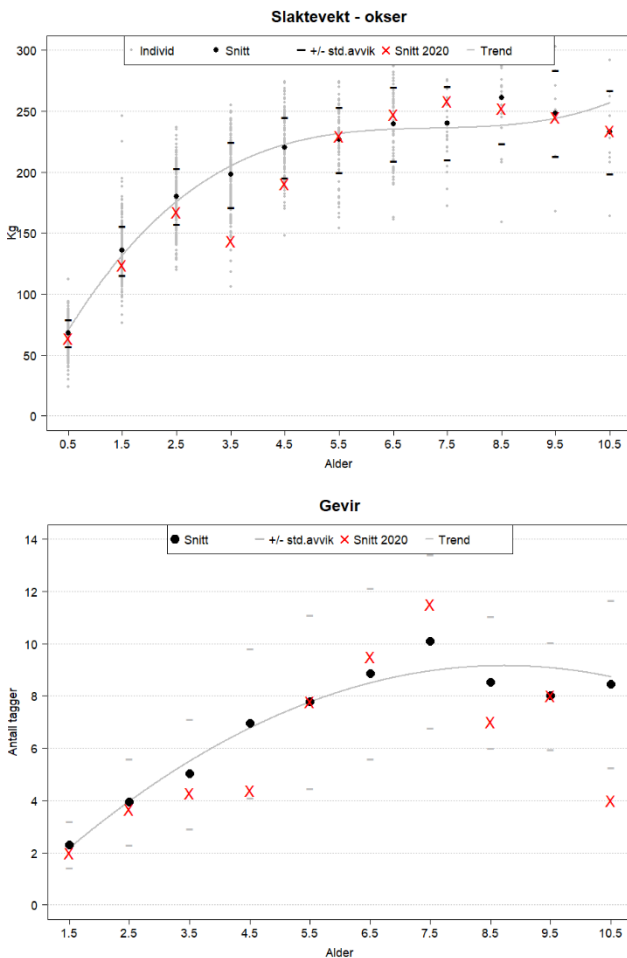 Slaktevekt - okser
Individ Snitt +/- std.avvik Snitt 2020 Trend
300
250
200
150
100
50
0
Kg
0.5 1.5 2.5 3.5 4.5 5.5 6.5 7.5 8.5 9.5 10.5
Alder
Gevir
Snitt +/- std.avvik Snitt 2020 Trend
14
12
10
8
6
4
2
0
Antall tagger
1.5 2.5 3.5 4.5 5.5 6.5 7.5 8.5 9.5 10.5
Alder